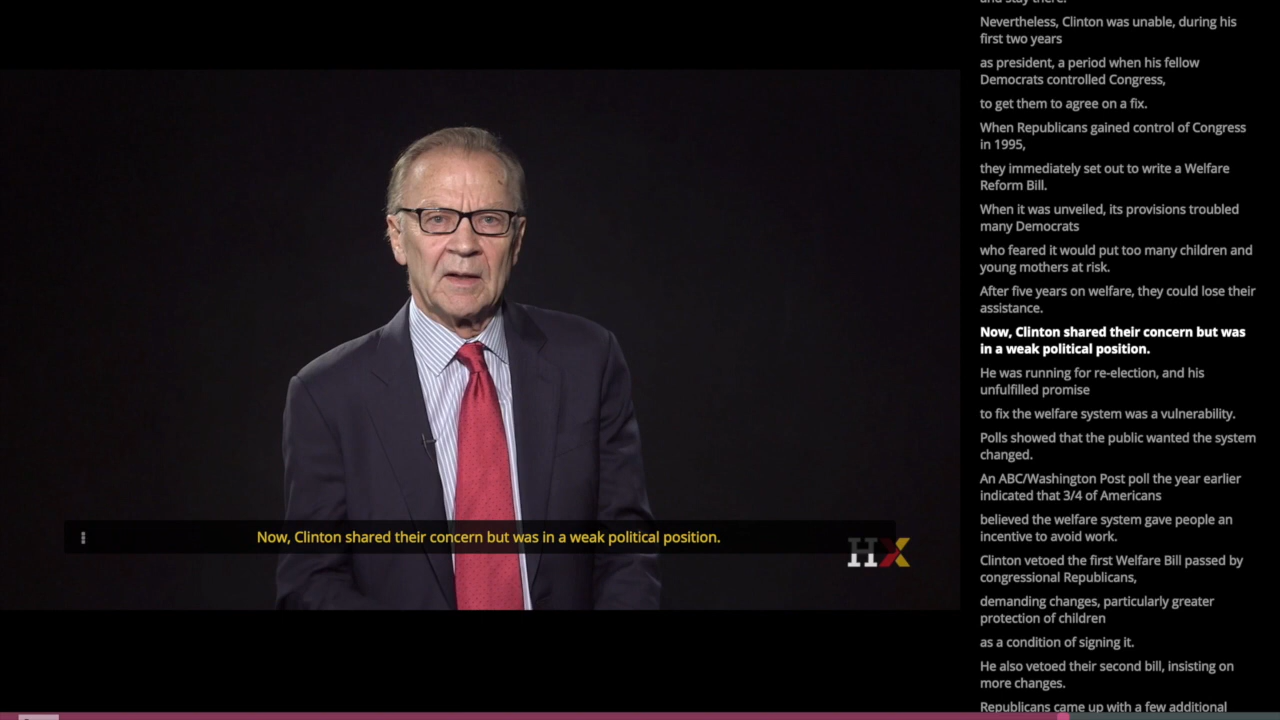 and stay there.
Nevertheless, Clinton was unable, during his
first two years
as president, a period when his fellow
Democrats controlled Congress,
to get them to agree on a fix.
When Republicans gained control of Congress
in 1995,
they immediately set out to write a Welfare
Reform Bill.
When it was unveiled, its provisions troubled
many Democrats
who feared it would put too many children and
young mothers at risk.
After five years on welfare, they could lose their
assistance.
Now, Clinton shared their concern but was
in a weak political position.
He was running for re-election, and his
unfulfilled promise
to fix the welfare system was a vulnerability.
Polls showed that the public wanted the system
changed.
An ABC/Washington Post poll the year earlier
indicated that 3/4 of Americans
believed the welfare system gave people an
incentive to avoid work.
Clinton vetoed the first Welfare Bill passed by
congressional Republicans,
demanding changes, particularly greater
protection of children
as a condition of signing it.
He also vetoed their second bill, insisting on
more changes.
Republicans came up with a few additional
Now, Clinton shared their concern but was in a weak political position.
HX